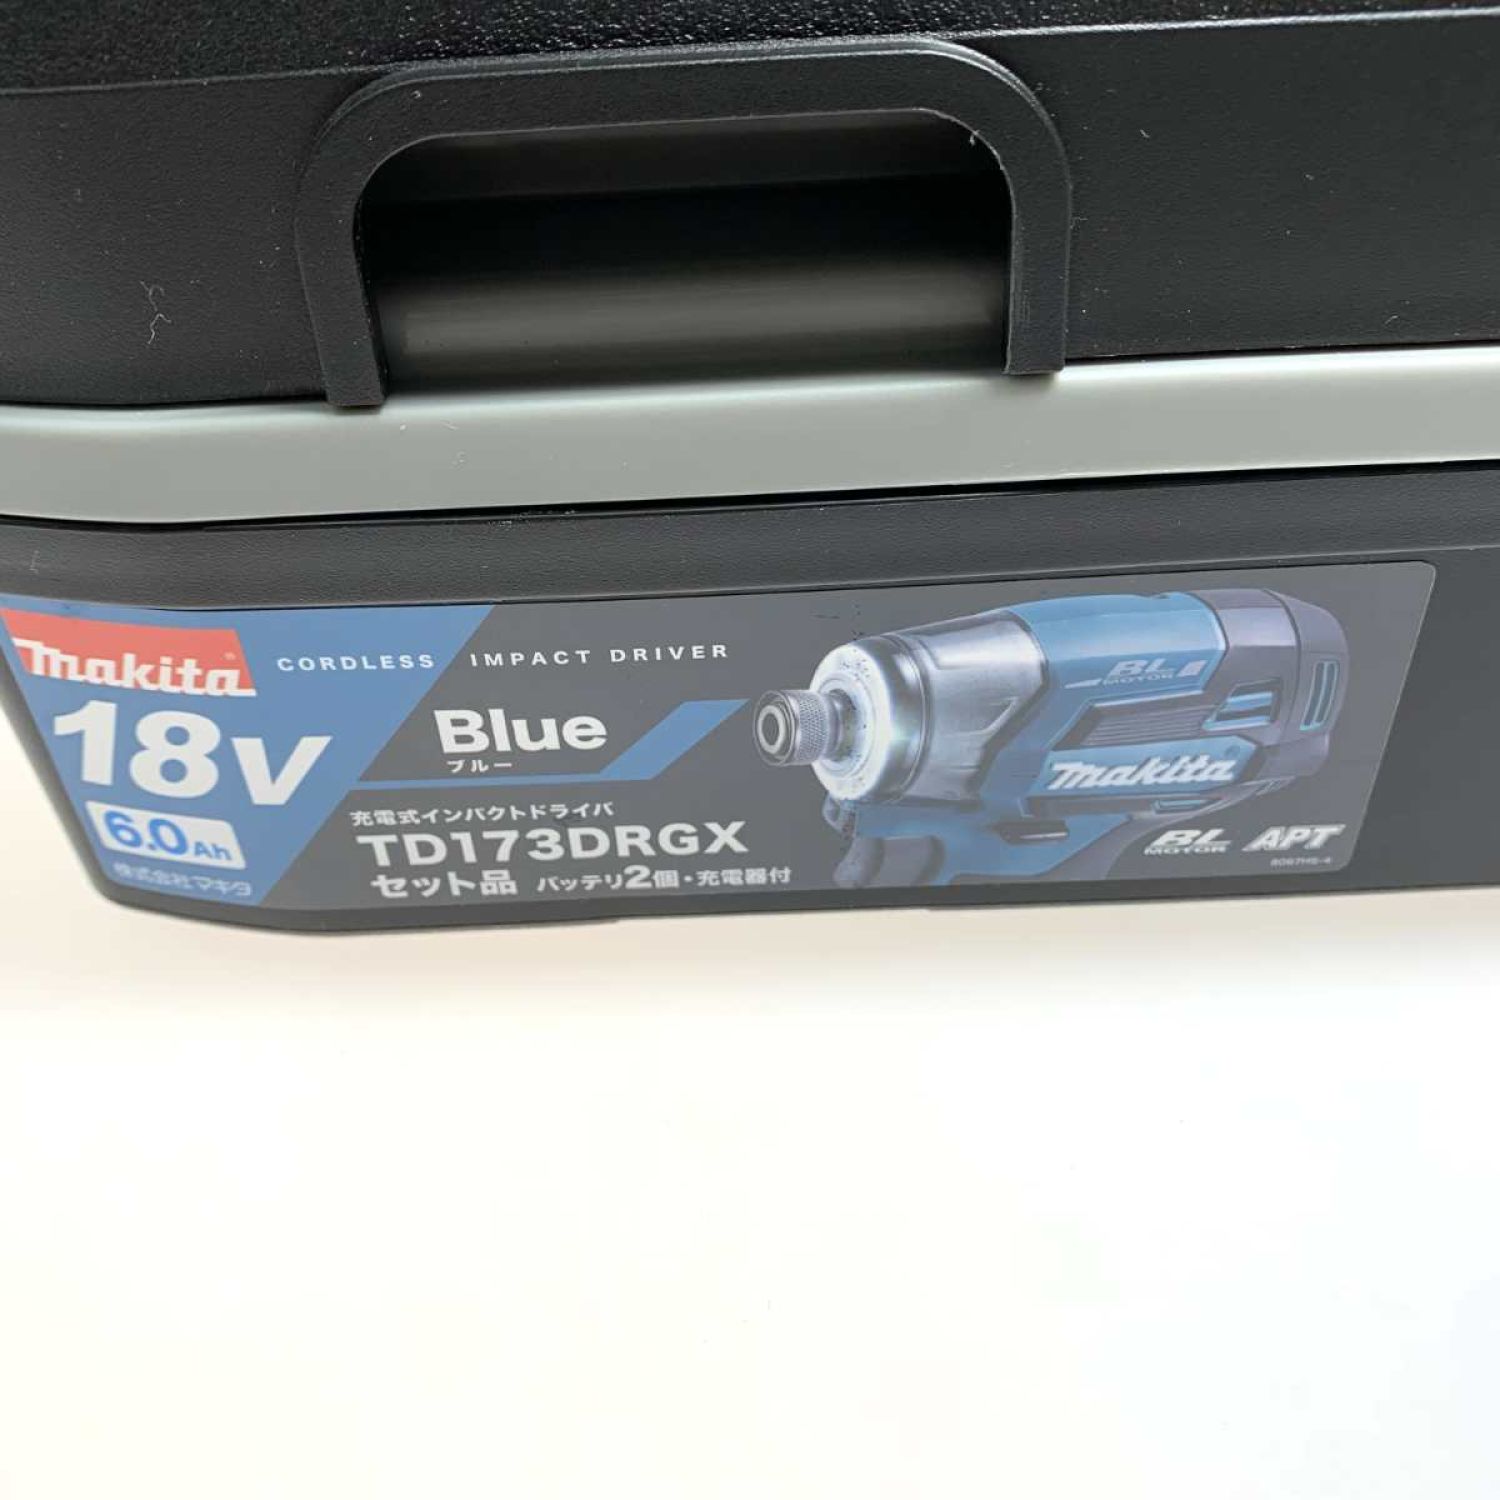 makita
CORDLESS IMPACT DRIVER
18V
6.0Ah
株式会社マキタ
Blue
ブルー
充電式インパクトドライバ
TD173DRGX
セット品 バッテリ2個・充電器付
BL
MOTOR
makita
BL
MOTOR
APT